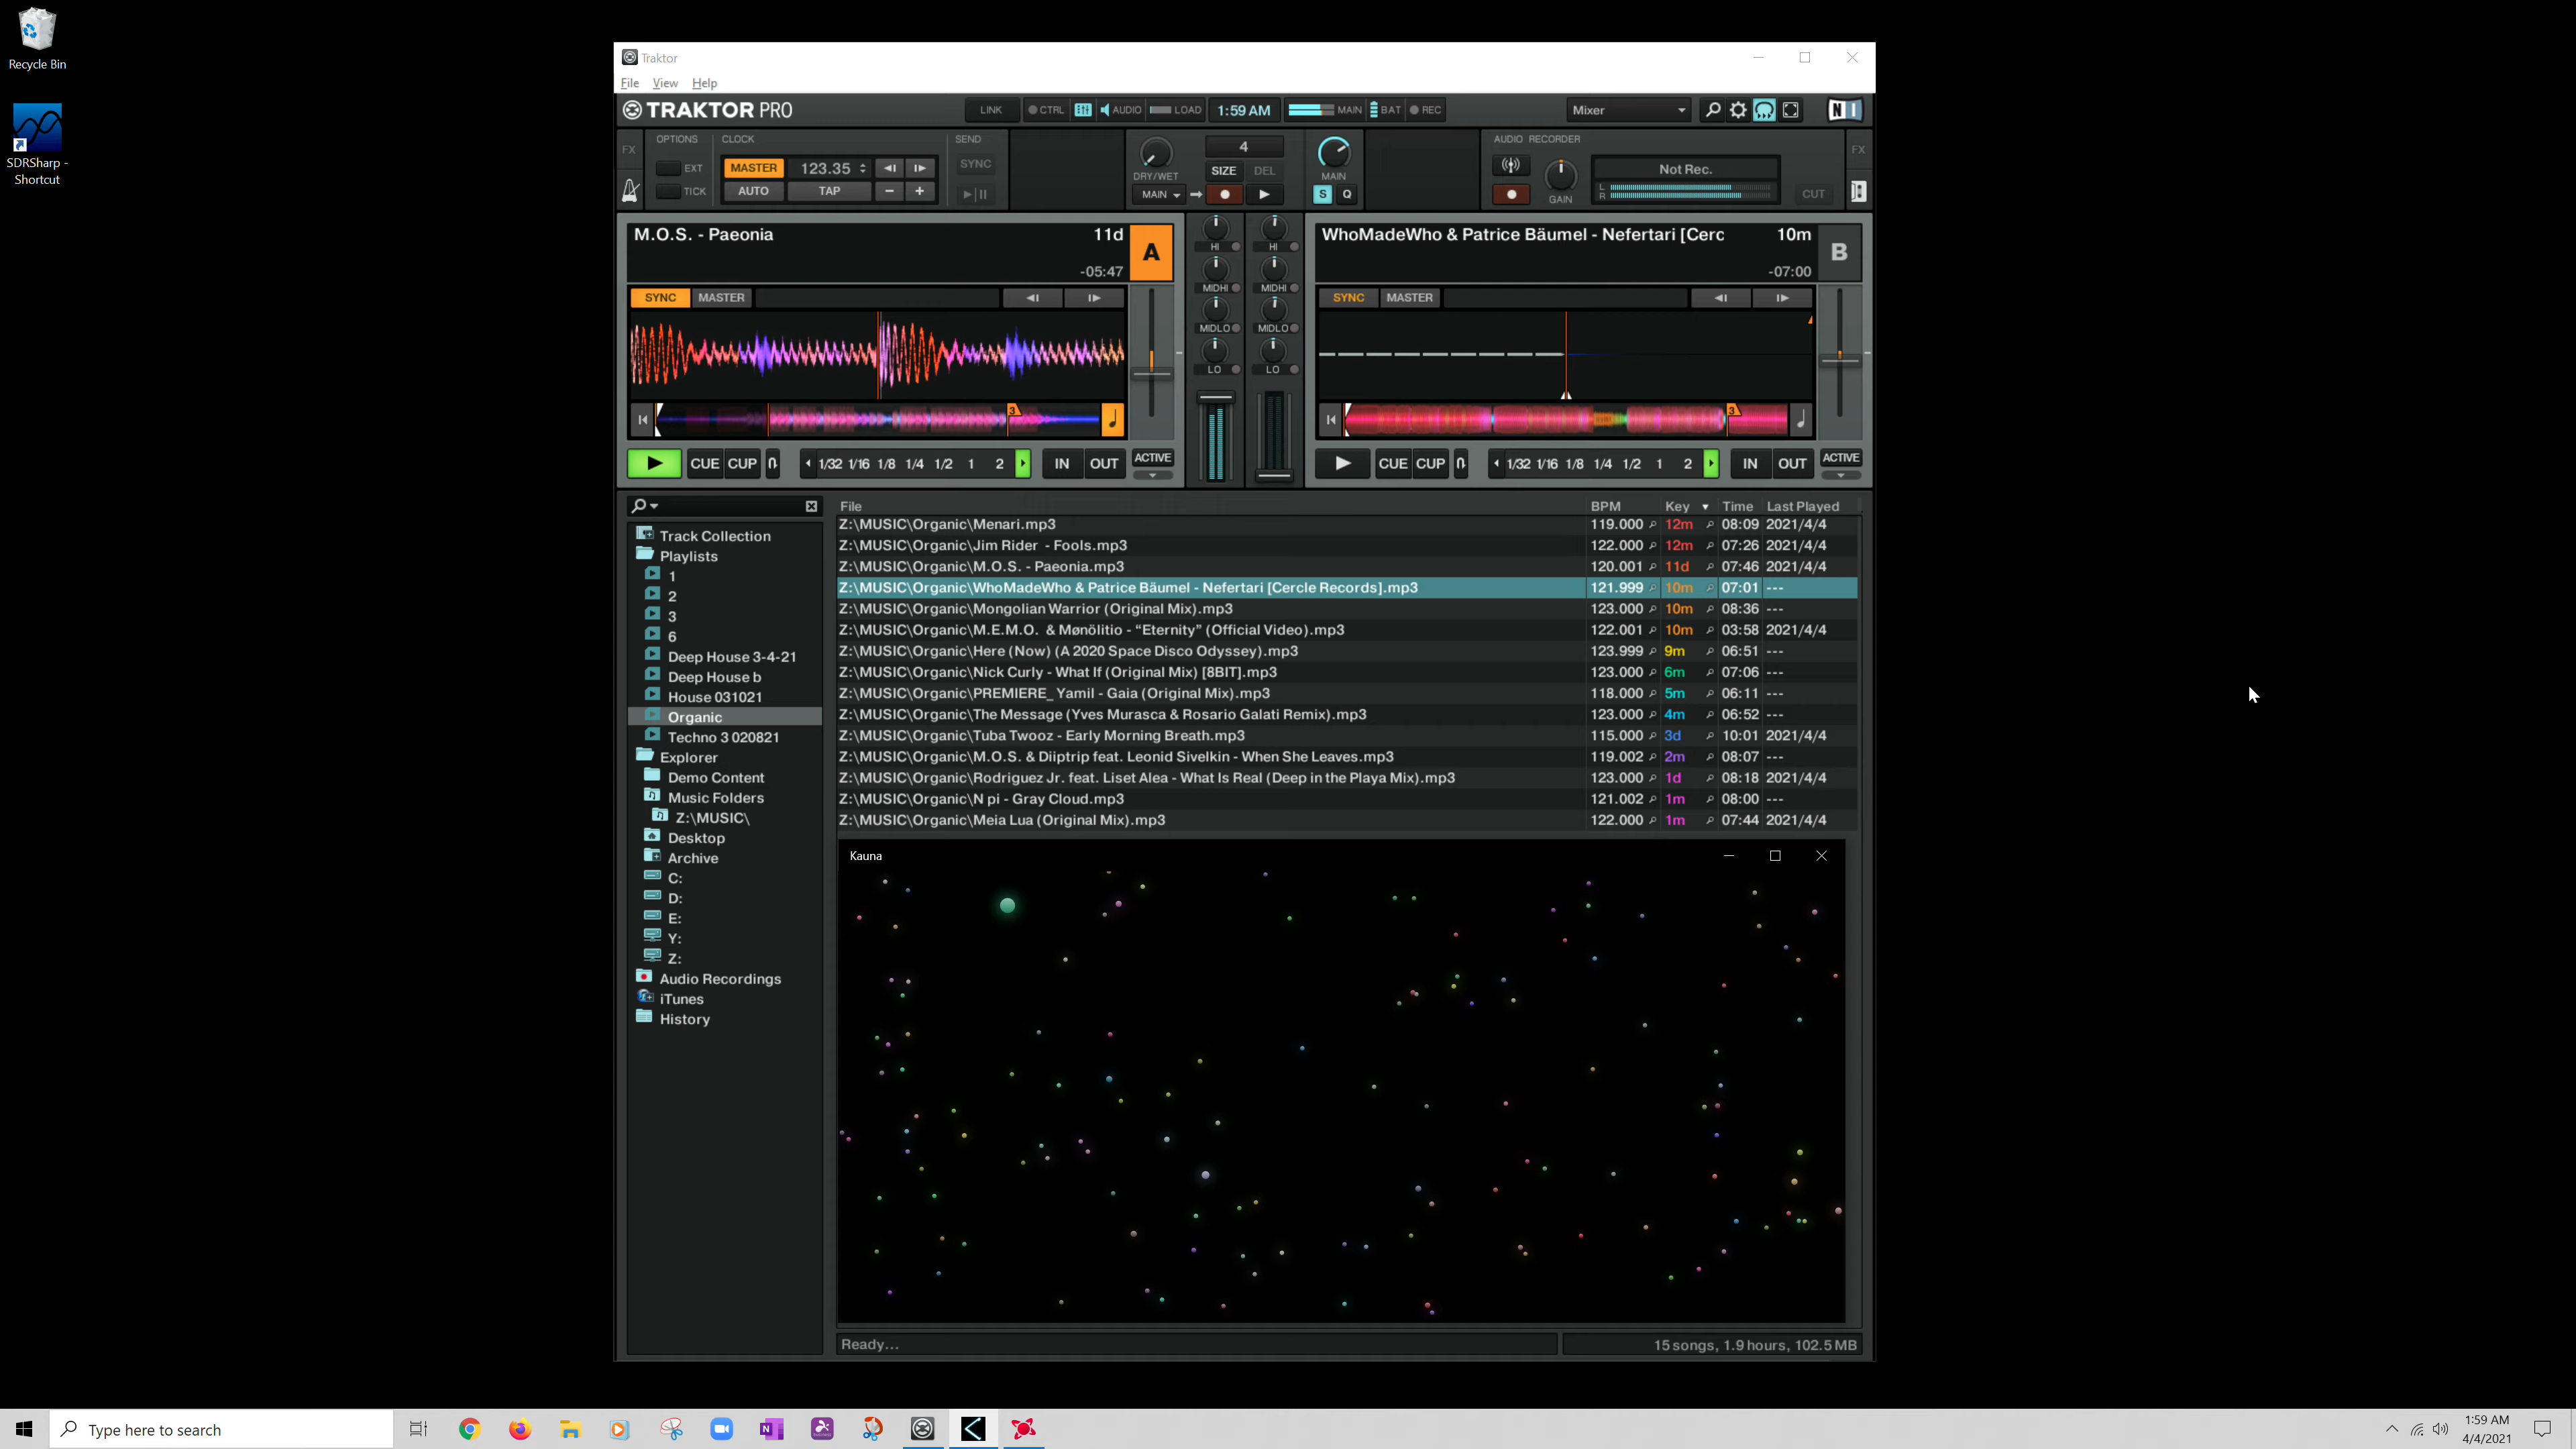 Recycle Bin
SDRSharp -
Shortcut
Traktor
File View Help
TRAKTOR PRO
LINK CTRL AUDIO LOAD 1:59 AM MAIN BAT REC
Mixer
FX OPTIONS CLOCK SEND
EXT MASTER 123.35 SYNC
TICK AUTO TAP − +
DRY/WET 4 SIZE DEL MAIN
MAIN S Q
AUDIO RECORDER FX
GAIN Not Rec. L R CUT
M.O.S. - Paeonia 11d A
-05:47
SYNC MASTER
3
CUE CUP 1/32 1/16 1/8 1/4 1/2 1 2 IN OUT ACTIVE
HI HI
MIDHI MIDHI
MIDLO MIDLO
LO LO
WhoMadeWho & Patrice Bäumel - Nefertari [Cerc 10m B
-07:00
SYNC MASTER
3
CUE CUP 1/32 1/16 1/8 1/4 1/2 1 2 IN OUT ACTIVE
Track Collection
Playlists
1
2
3
6
Deep House 3-4-21
Deep House b
House 031021
Organic
Techno 3 020821
Explorer
Demo Content
Music Folders
Z:\MUSIC\
Desktop
Archive
C:
D:
E:
Y:
Z:
Audio Recordings
iTunes
History
File BPM Key Time Last Played
Z:\MUSIC\Organic\Menari.mp3 119.000 12m 08:09 2021/4/4
Z:\MUSIC\Organic\Jim Rider - Fools.mp3 122.000 12m 07:26 2021/4/4
Z:\MUSIC\Organic\M.O.S. - Paeonia.mp3 120.001 11d 07:46 2021/4/4
Z:\MUSIC\Organic\WhoMadeWho & Patrice Bäumel - Nefertari [Cercle Records].mp3 121.999 10m 07:01 ---
Z:\MUSIC\Organic\Mongolian Warrior (Original Mix).mp3 123.000 10m 08:36 ---
Z:\MUSIC\Organic\M.E.M.O. & Mønölitio - “Eternity” (Official Video).mp3 122.001 10m 03:58 2021/4/4
Z:\MUSIC\Organic\Here (Now) (A 2020 Space Disco Odyssey).mp3 123.999 9m 06:51 ---
Z:\MUSIC\Organic\Nick Curly - What If (Original Mix) [8BIT].mp3 123.000 6m 07:06 ---
Z:\MUSIC\Organic\PREMIERE_ Yamil - Gaia (Original Mix).mp3 118.000 5m 06:11 ---
Z:\MUSIC\Organic\The Message (Yves Murasca & Rosario Galati Remix).mp3 123.000 4m 06:52 ---
Z:\MUSIC\Organic\Tuba Twooz - Early Morning Breath.mp3 115.000 3d 10:01 2021/4/4
Z:\MUSIC\Organic\M.O.S. & Diiptrip feat. Leonid Sivelkin - When She Leaves.mp3 119.002 2m 08:07 ---
Z:\MUSIC\Organic\Rodriguez Jr. feat. Liset Alea - What Is Real (Deep in the Playa Mix).mp3 123.000 1d 08:18 2021/4/4
Z:\MUSIC\Organic\N pi - Gray Cloud.mp3 121.002 1m 08:00 ---
Z:\MUSIC\Organic\Meia Lua (Original Mix).mp3 122.000 1m 07:44 2021/4/4
Kauna
Ready... 15 songs, 1.9 hours, 102.5 MB
Type here to search
1:59 AM
4/4/2021